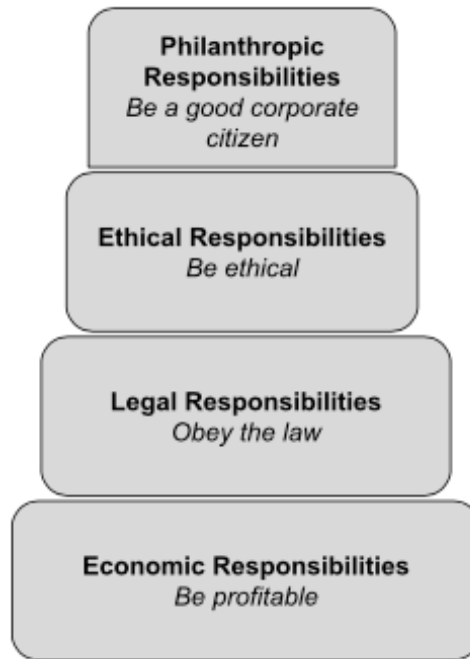 Philanthropic
Responsibilities
Be a good corporate
citizen
Ethical Responsibilities
Be ethical
Legal Responsibilities
Obey the law
Economic Responsibilities
Be profitable